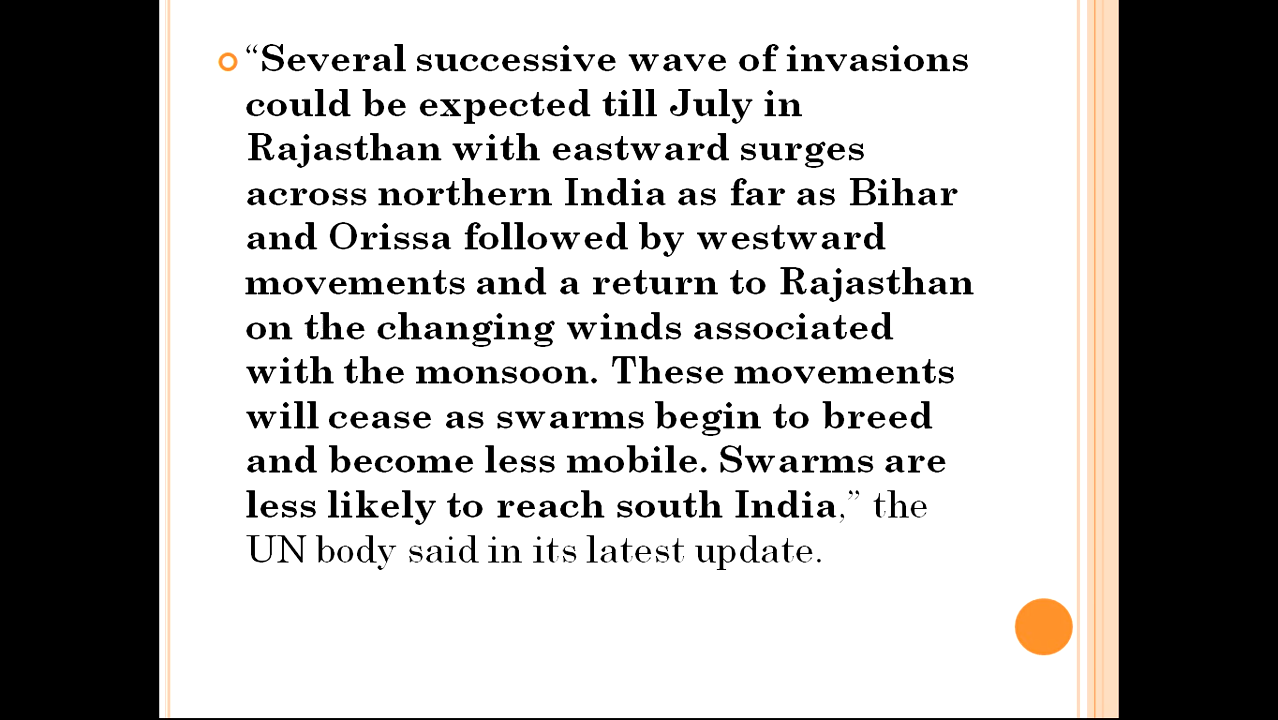 “Several successive wave of invasions
could be expected till July in
Rajasthan with eastward surges
across northern India as far as Bihar
and Orissa followed by westward
movements and a return to Rajasthan
on the changing winds associated
with the monsoon. These movements
will cease as swarms begin to breed
and become less mobile. Swarms are
less likely to reach south India,” the
UN body said in its latest update.